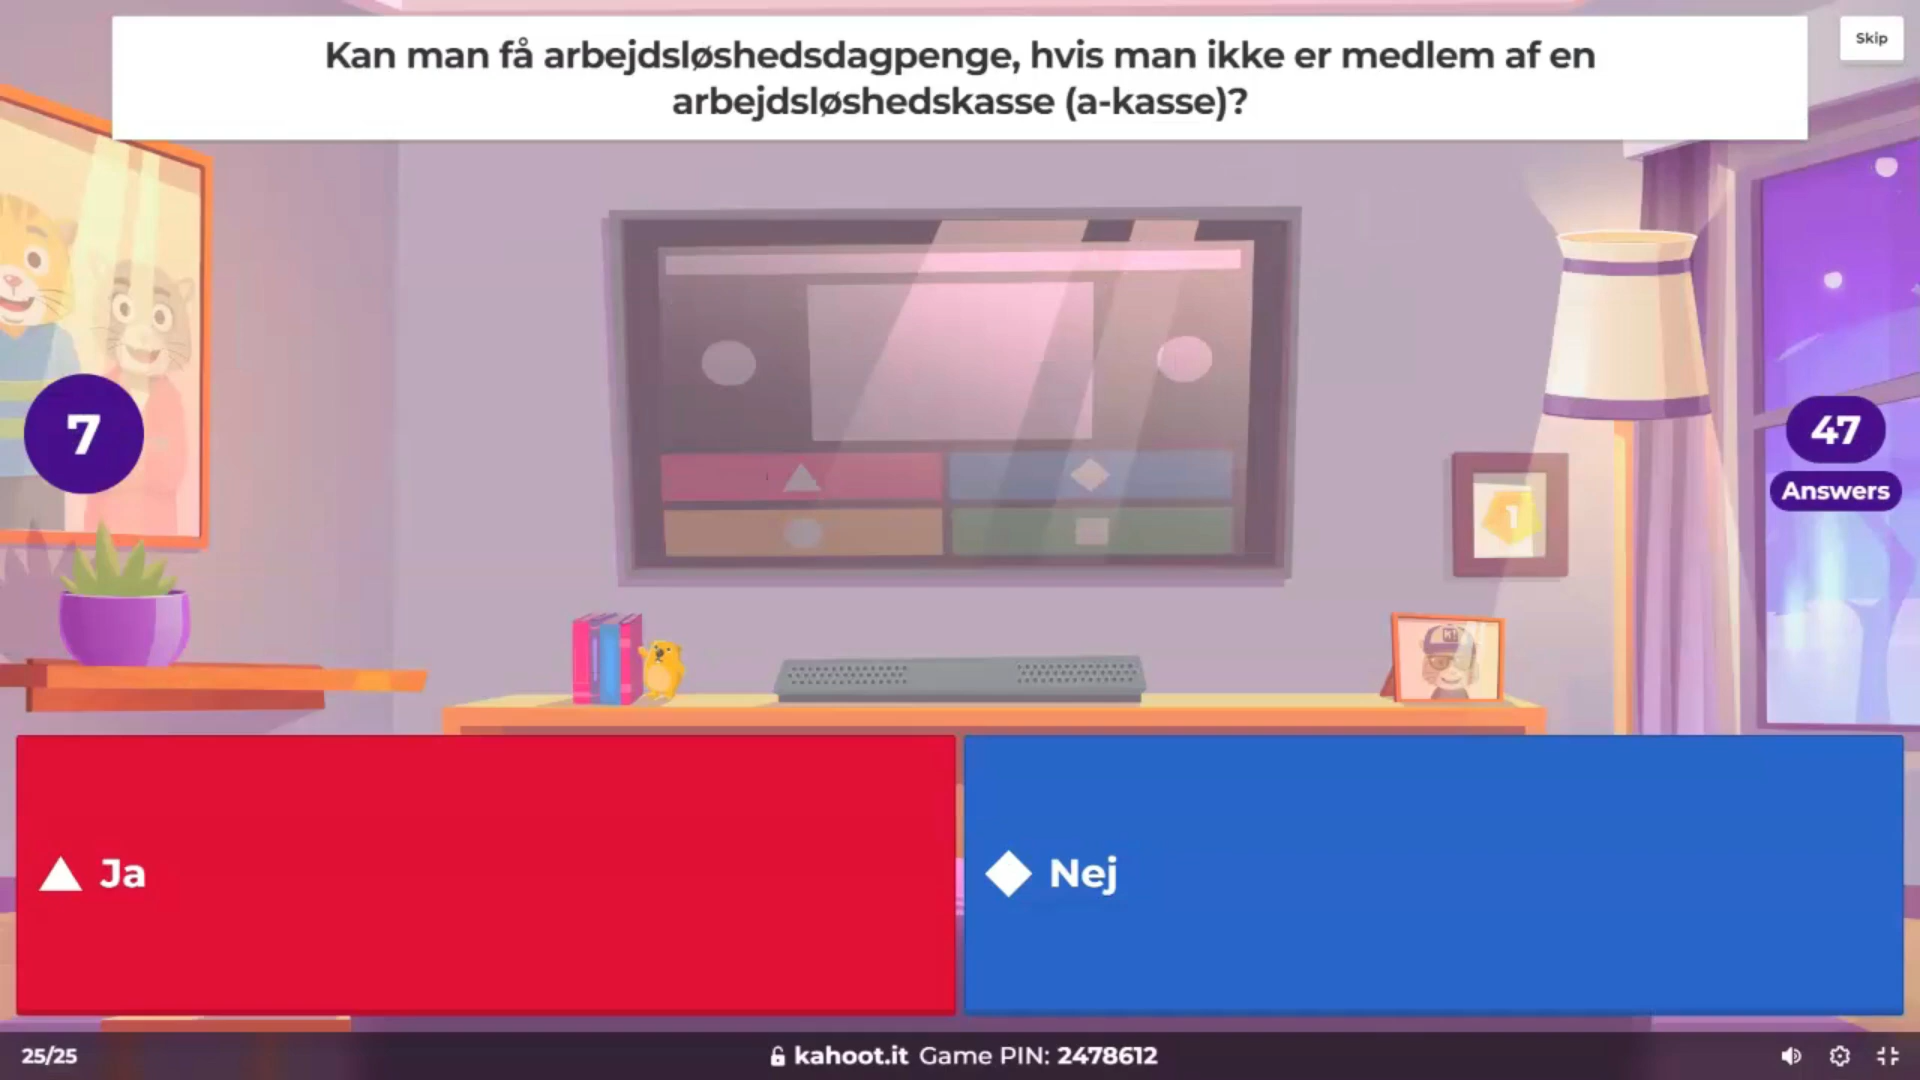 Kan man få arbejdsløshedsdagpenge, hvis man ikke er medlem af en
arbejdsløshedskasse (a-kasse)?
Skip
7
47
Answers
1
Ja
Nej
25/25
kahoot.it Game PIN: 2478612